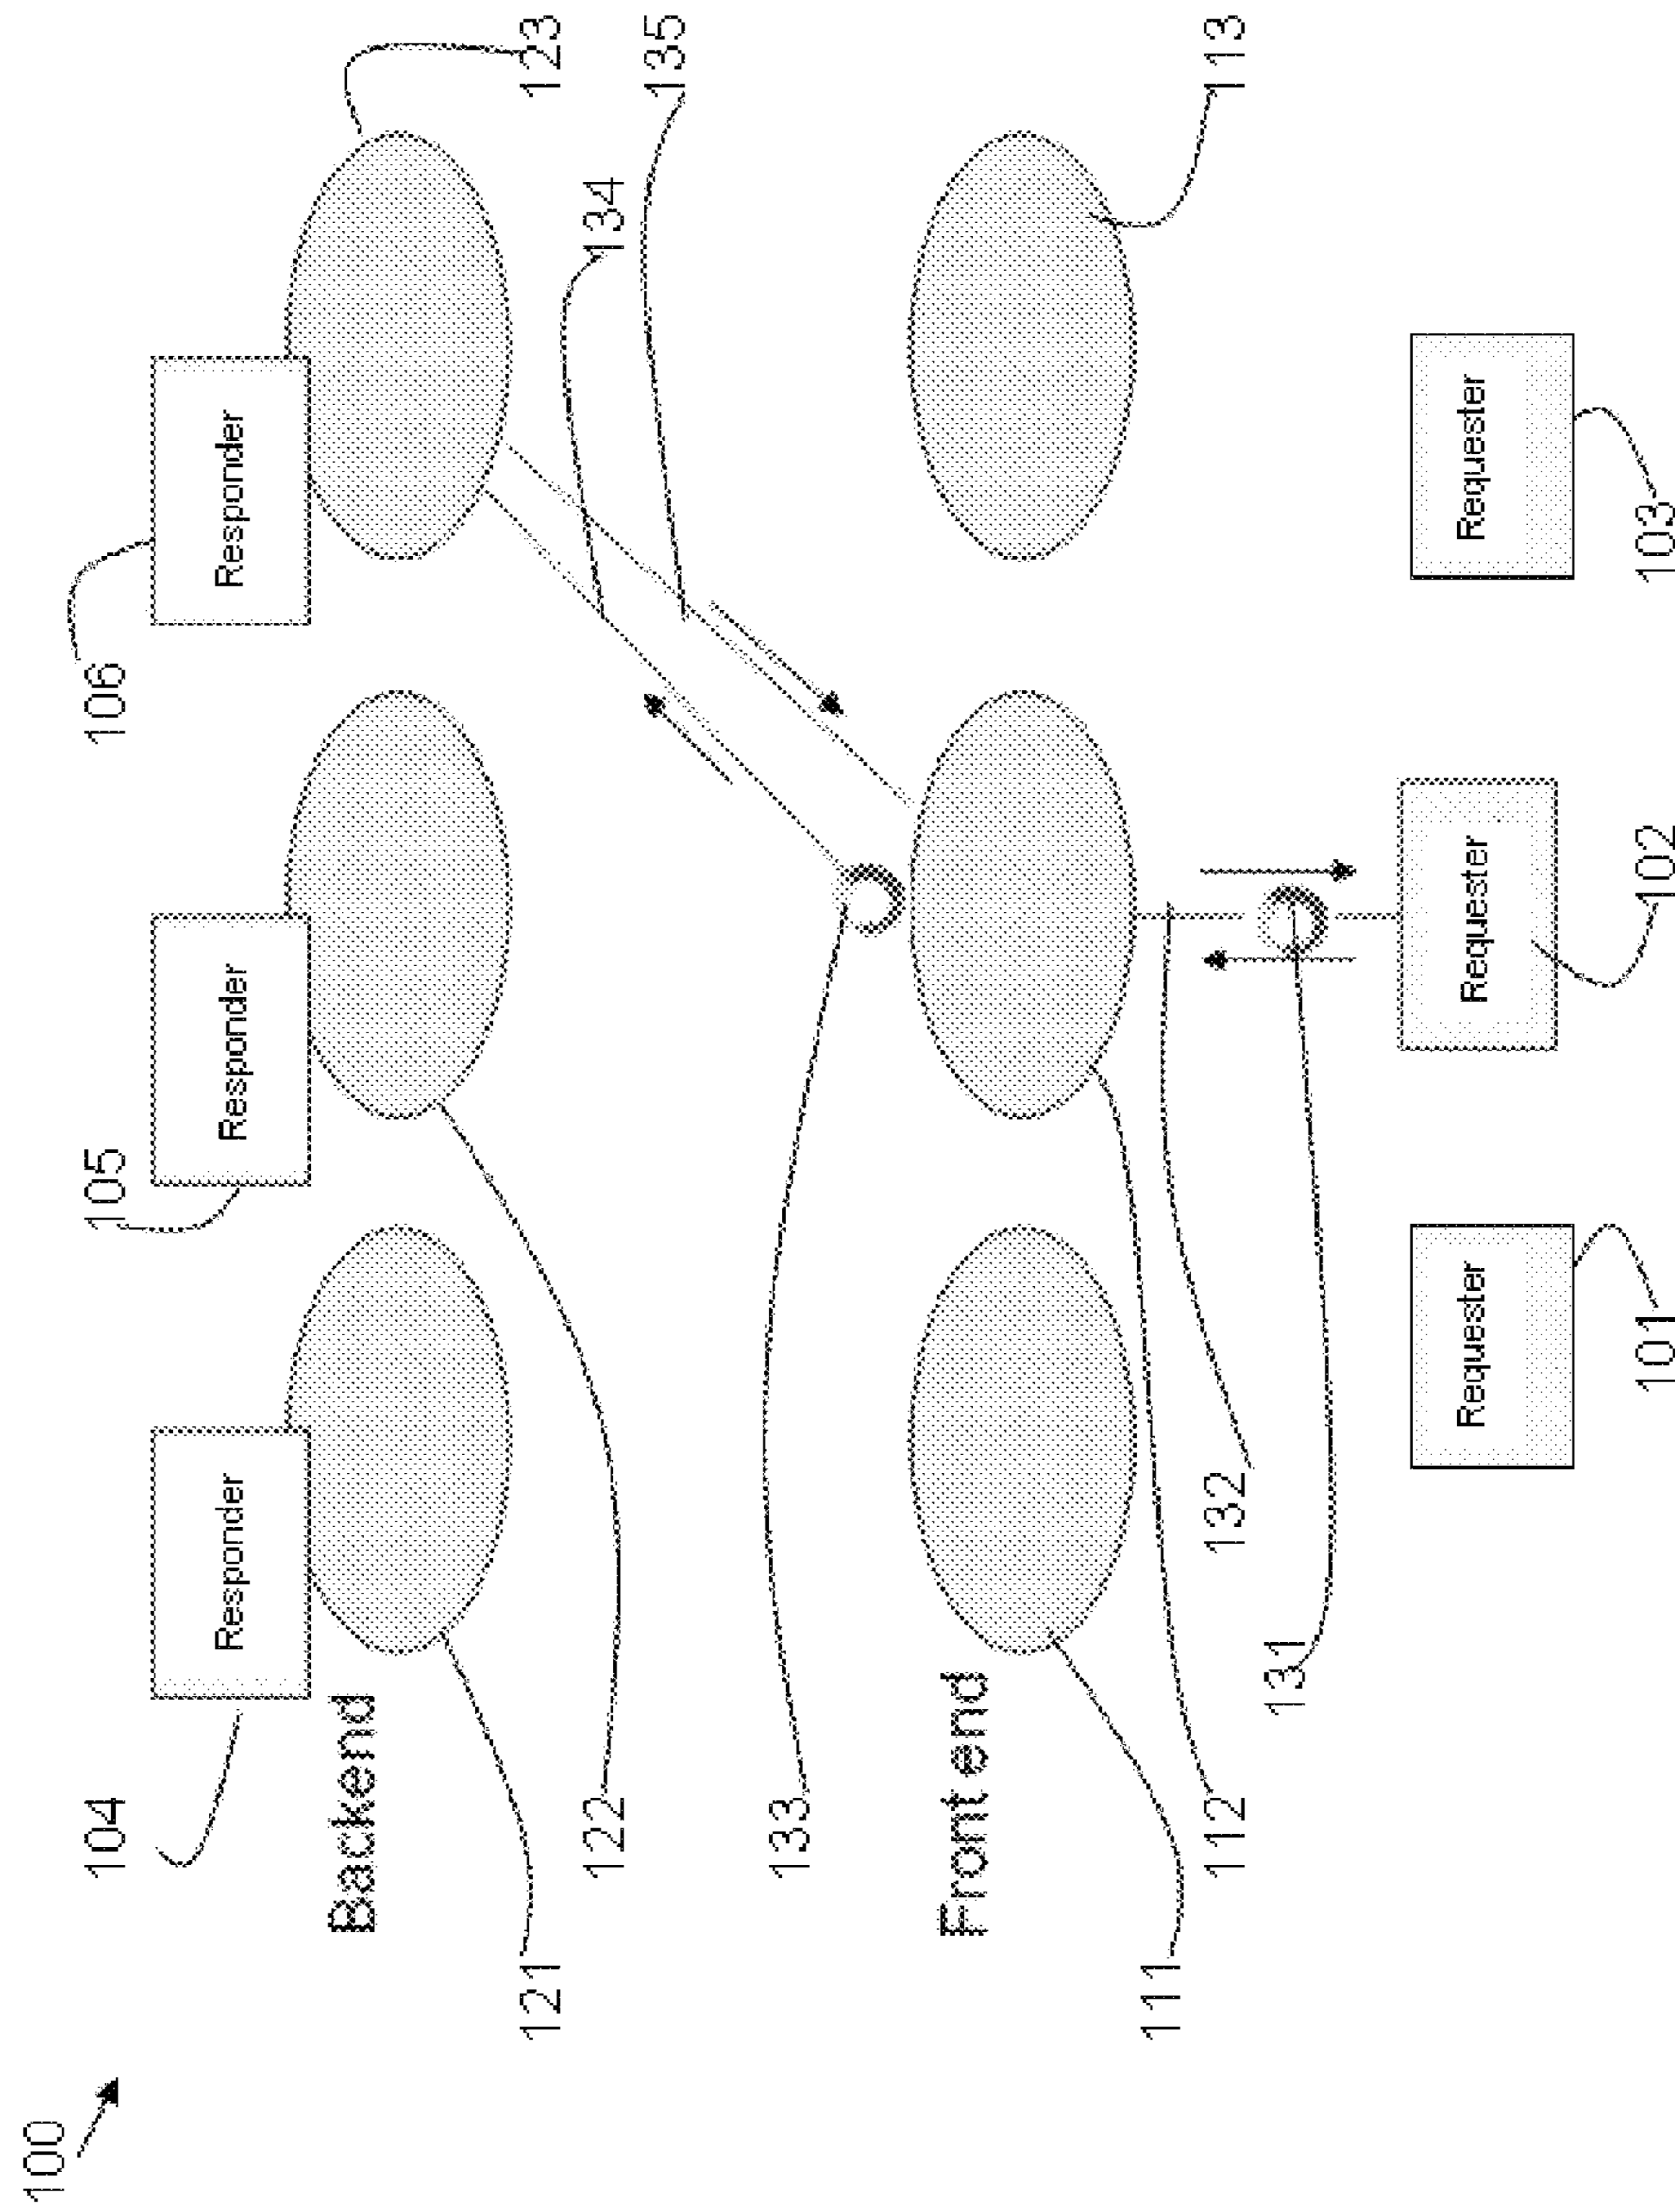 100
104 105 106
Responder Responder Responder
Backend
121 123
122 134
135
133
Front end
111
112 132 113
131
Requester Requester Requester
101 102 103